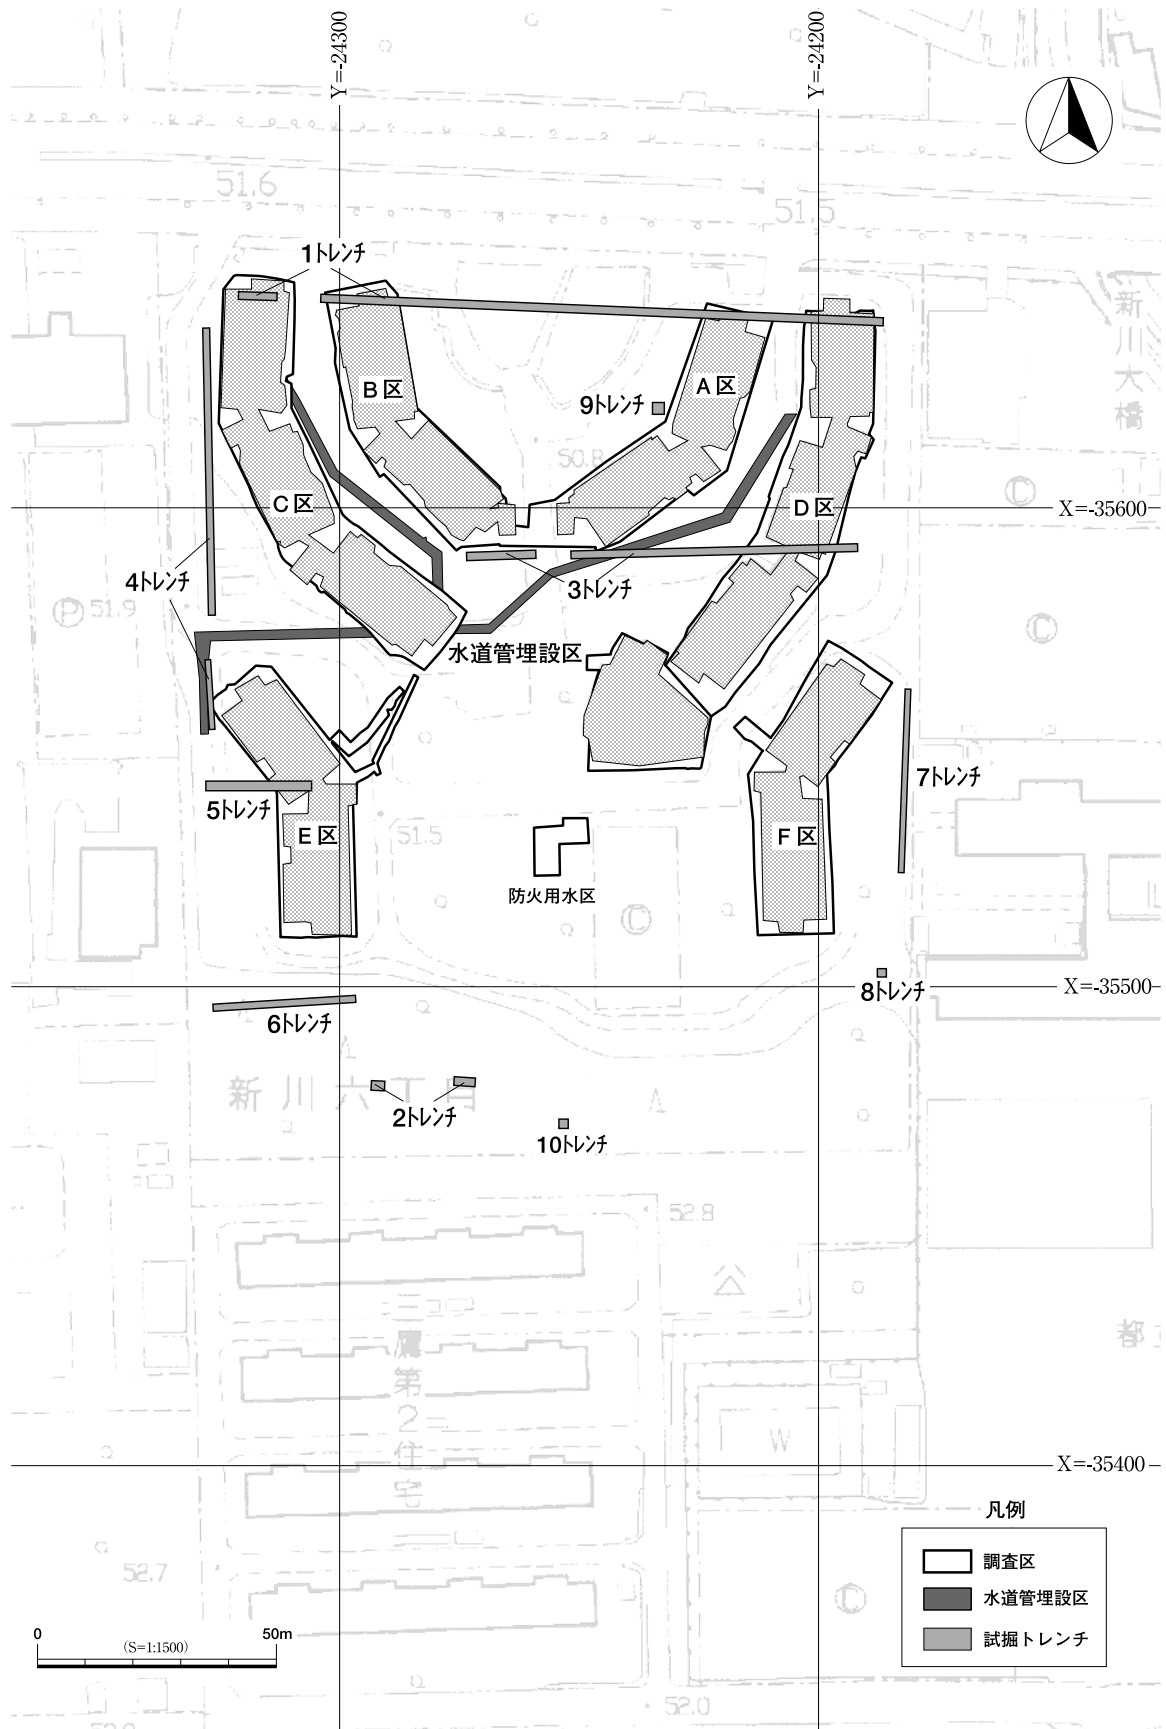 Y=-24300
Y=-24200
51.6
51.5
1トレンチ
新川大橋
B区
A区
9トレンチ
50.8
C区
D区
X=-35600
4トレンチ
3トレンチ
P 51.9
C
C
水道管埋設区
7トレンチ
5トレンチ
E区
51.5
F区
防火用水区
C
8トレンチ
X=-35500
6トレンチ
新川六丁目
2トレンチ
10トレンチ
52.8
三鷹第2住宅
都
W
X=-35400
凡例
調査区
水道管埋設区
試掘トレンチ
52.7
C
0
(S=1:1500)
50m
52.0